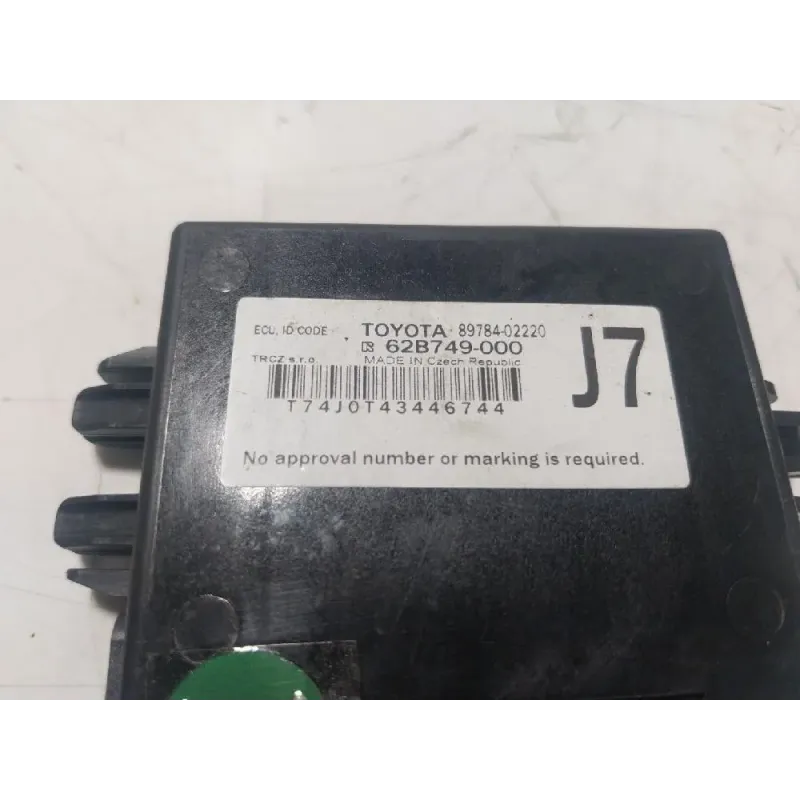 ECU, ID CODE TOYOTA 89784-02220
62B749-000
TRCZ s.r.o. MADE IN Czech Republic
J7
T74J0T43446744
No approval number or marking is required.